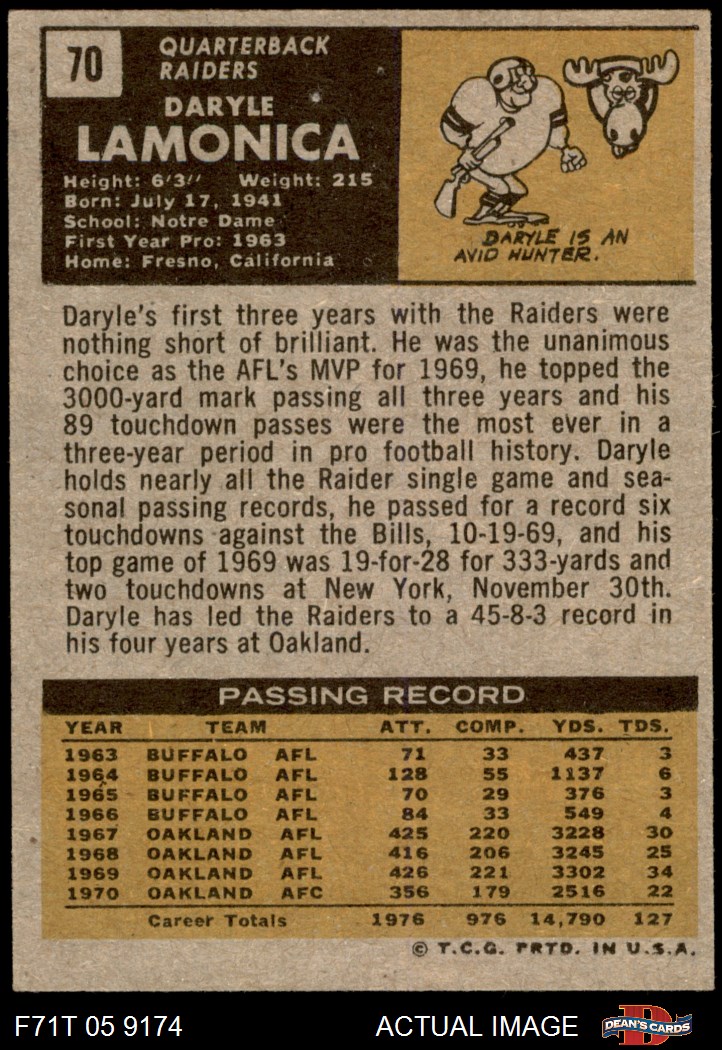 70
QUARTERBACK
RAIDERS
DARYLE
LAMONICA
Height: 6'3" Weight: 215
Born: July 17, 1941
School: Notre Dame
First Year Pro: 1963
Home: Fresno, California
DARYLE IS AN
AVID HUNTER.
Daryle's first three years with the Raiders were
nothing short of brilliant. He was the unanimous
choice as the AFL's MVP for 1969, he topped the
3000-yard mark passing all three years and his
89 touchdown passes were the most ever in a
three-year period in pro football history. Daryle
holds nearly all the Raider single game and sea-
sonal passing records, he passed for a record six
touchdowns against the Bills, 10-19-69, and his
top game of 1969 was 19-for-28 for 333-yards and
two touchdowns at New York, November 30th.
Daryle has led the Raiders to a 45-8-3 record in
his four years at Oakland.
PASSING RECORD
YEAR TEAM ATT. COMP. YDS. TDS.
1963 BUFFALO AFL 71 33 437 3
1964 BUFFALO AFL 128 55 1137 6
1965 BUFFALO AFL 70 29 376 3
1966 BUFFALO AFL 84 33 549 4
1967 OAKLAND AFL 425 220 3228 30
1968 OAKLAND AFL 416 206 3245 25
1969 OAKLAND AFL 426 221 3302 34
1970 OAKLAND AFC 356 179 2516 22
Career Totals 1976 976 14,790 127
© T.C.G. PRTD. IN U.S.A.
F71T 05 9174 ACTUAL IMAGE D DEAN'S CARDS